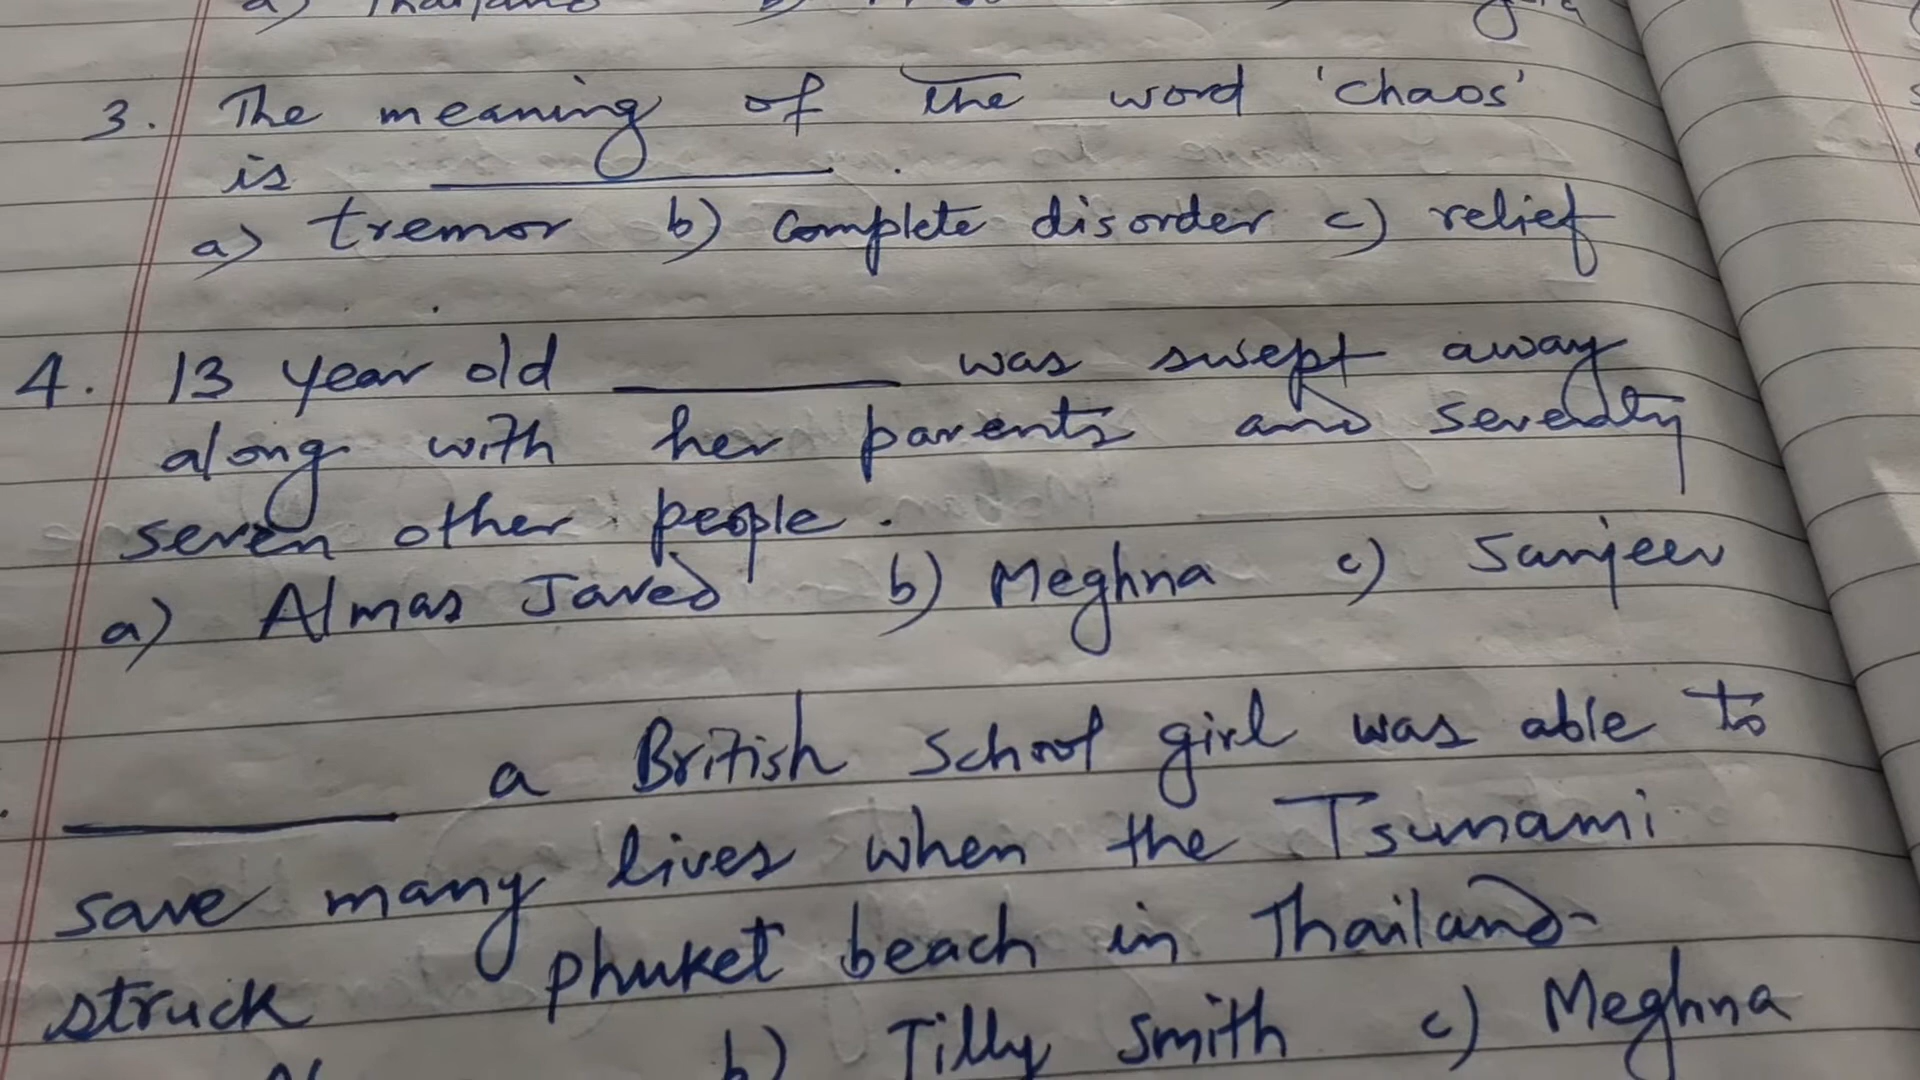 a) Thailand b)
3. The meaning of the word 'chaos'
is __________ .
a) tremor b) complete disorder c) relief
4. 13 year old ________ was swept away
along with her parents and seventy
seven other people.
a) Almas Javed b) Meghna c) Sanjeev
________ a British school girl was able to
save many lives when the Tsunami
struck phuket beach in Thailand-
b) Tilly Smith c) Meghna